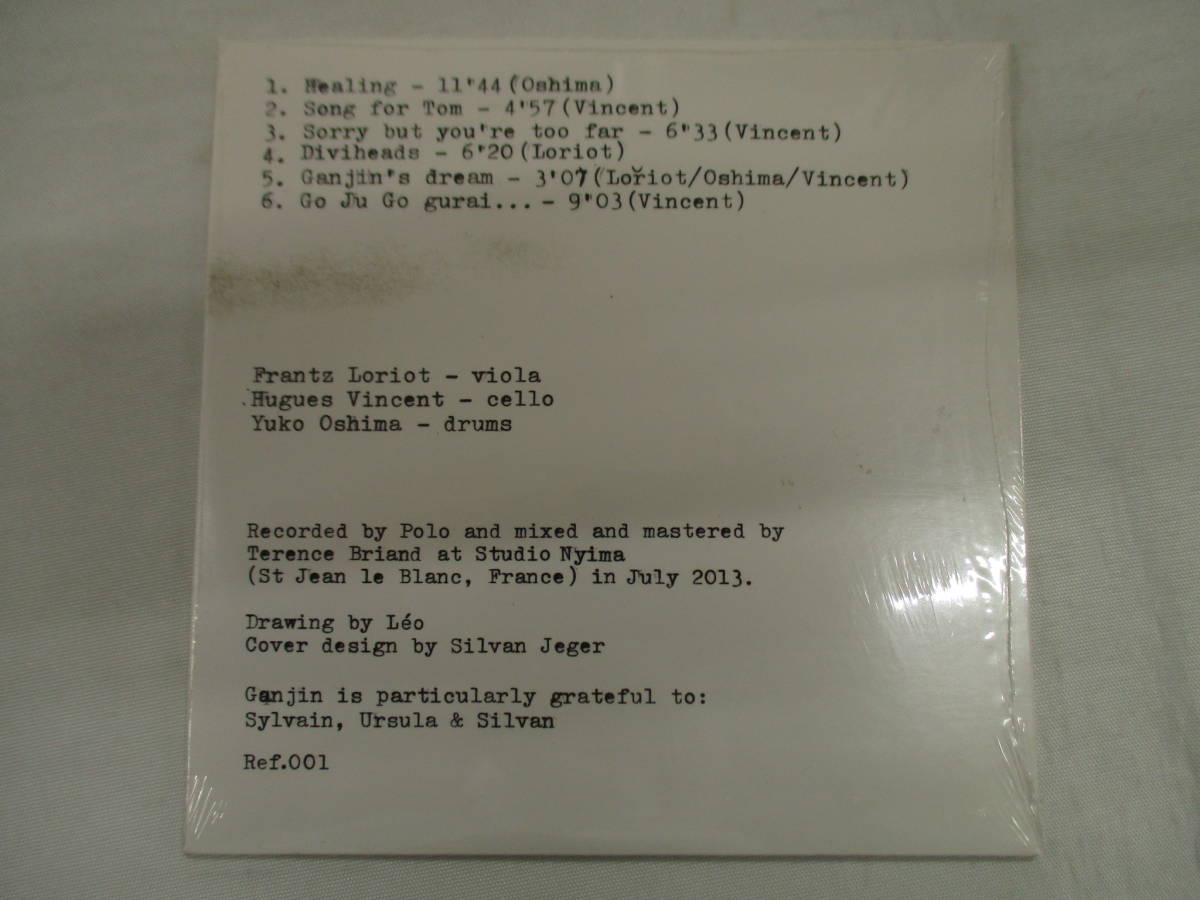 1. Healing - 11'44 (Oshima)
2. Song for Tom - 4'57 (Vincent)
3. Sorry but you're too far - 6'33 (Vincent)
4. Diviheads - 6'20 (Loriot)
5. Ganjin's dream - 3'07 (Loriot/Oshima/Vincent)
6. Go Ju Go gurai... - 9'03 (Vincent)
Frantz Loriot - viola
Hugues Vincent - cello
Yuko Oshima - drums
Recorded by Polo and mixed and mastered by
Terence Briand at Studio Nyima
(St Jean le Blanc, France) in July 2013.
Drawing by Léo
Cover design by Silvan Jeger
Ganjin is particularly grateful to:
Sylvain, Ursula & Silvan
Ref.001